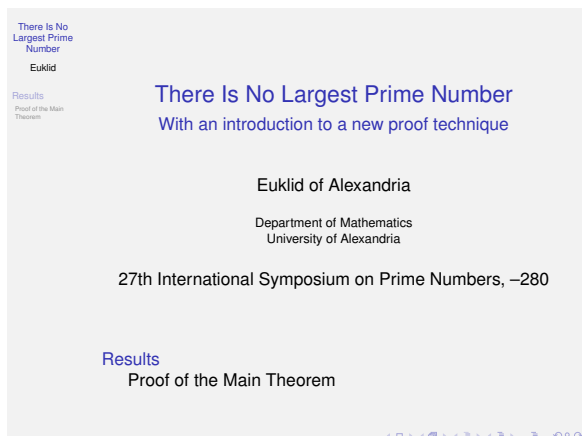 There Is No
Largest Prime
Number
Euklid
Results
Proof of the Main
Theorem
There Is No Largest Prime Number
With an introduction to a new proof technique
Euklid of Alexandria
Department of Mathematics
University of Alexandria
27th International Symposium on Prime Numbers, –280
Results
Proof of the Main Theorem